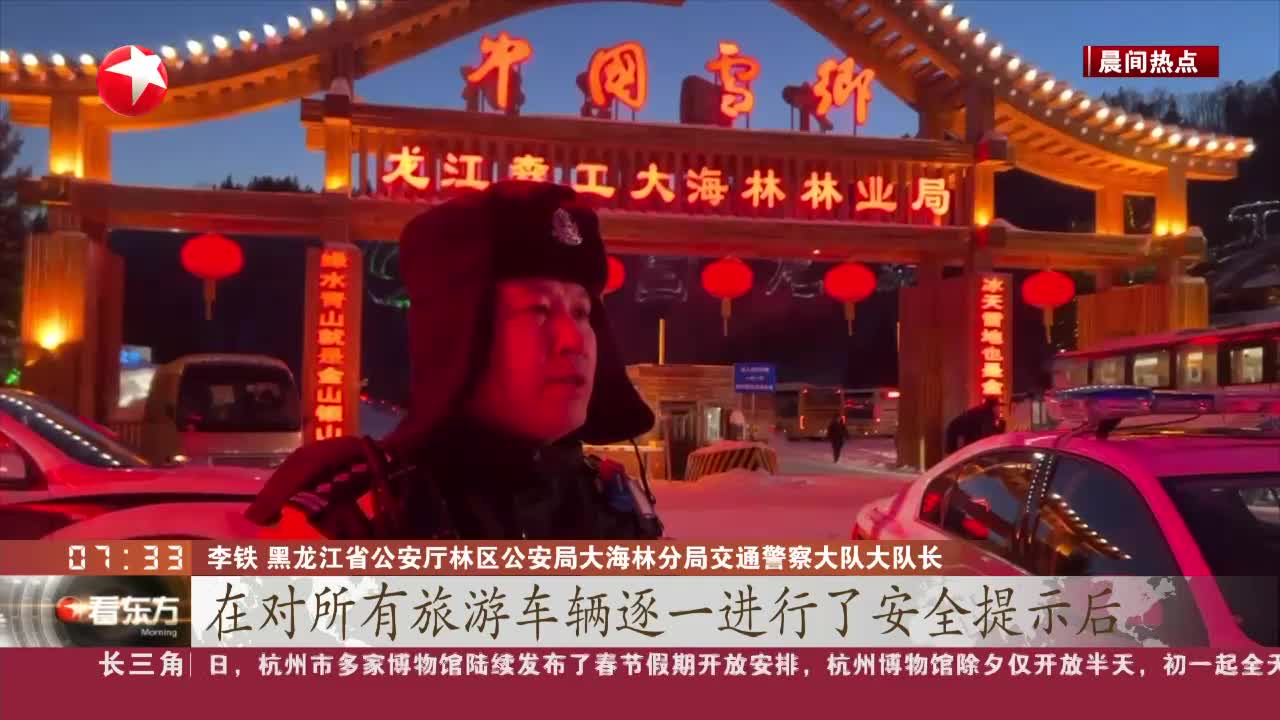 中国雪乡
晨间热点
龙江森工大海林林业局
绿水青山就是金山银山
冰天雪地也是金
07:33
李铁 黑龙江省公安厅林区公安局大海林分局交通警察大队大队长
看东方
Morning
在对所有旅游车辆逐一进行了安全提示后
长三角
日，杭州市多家博物馆陆续发布了春节假期开放安排，杭州博物馆除夕仅开放半天，初一起全天